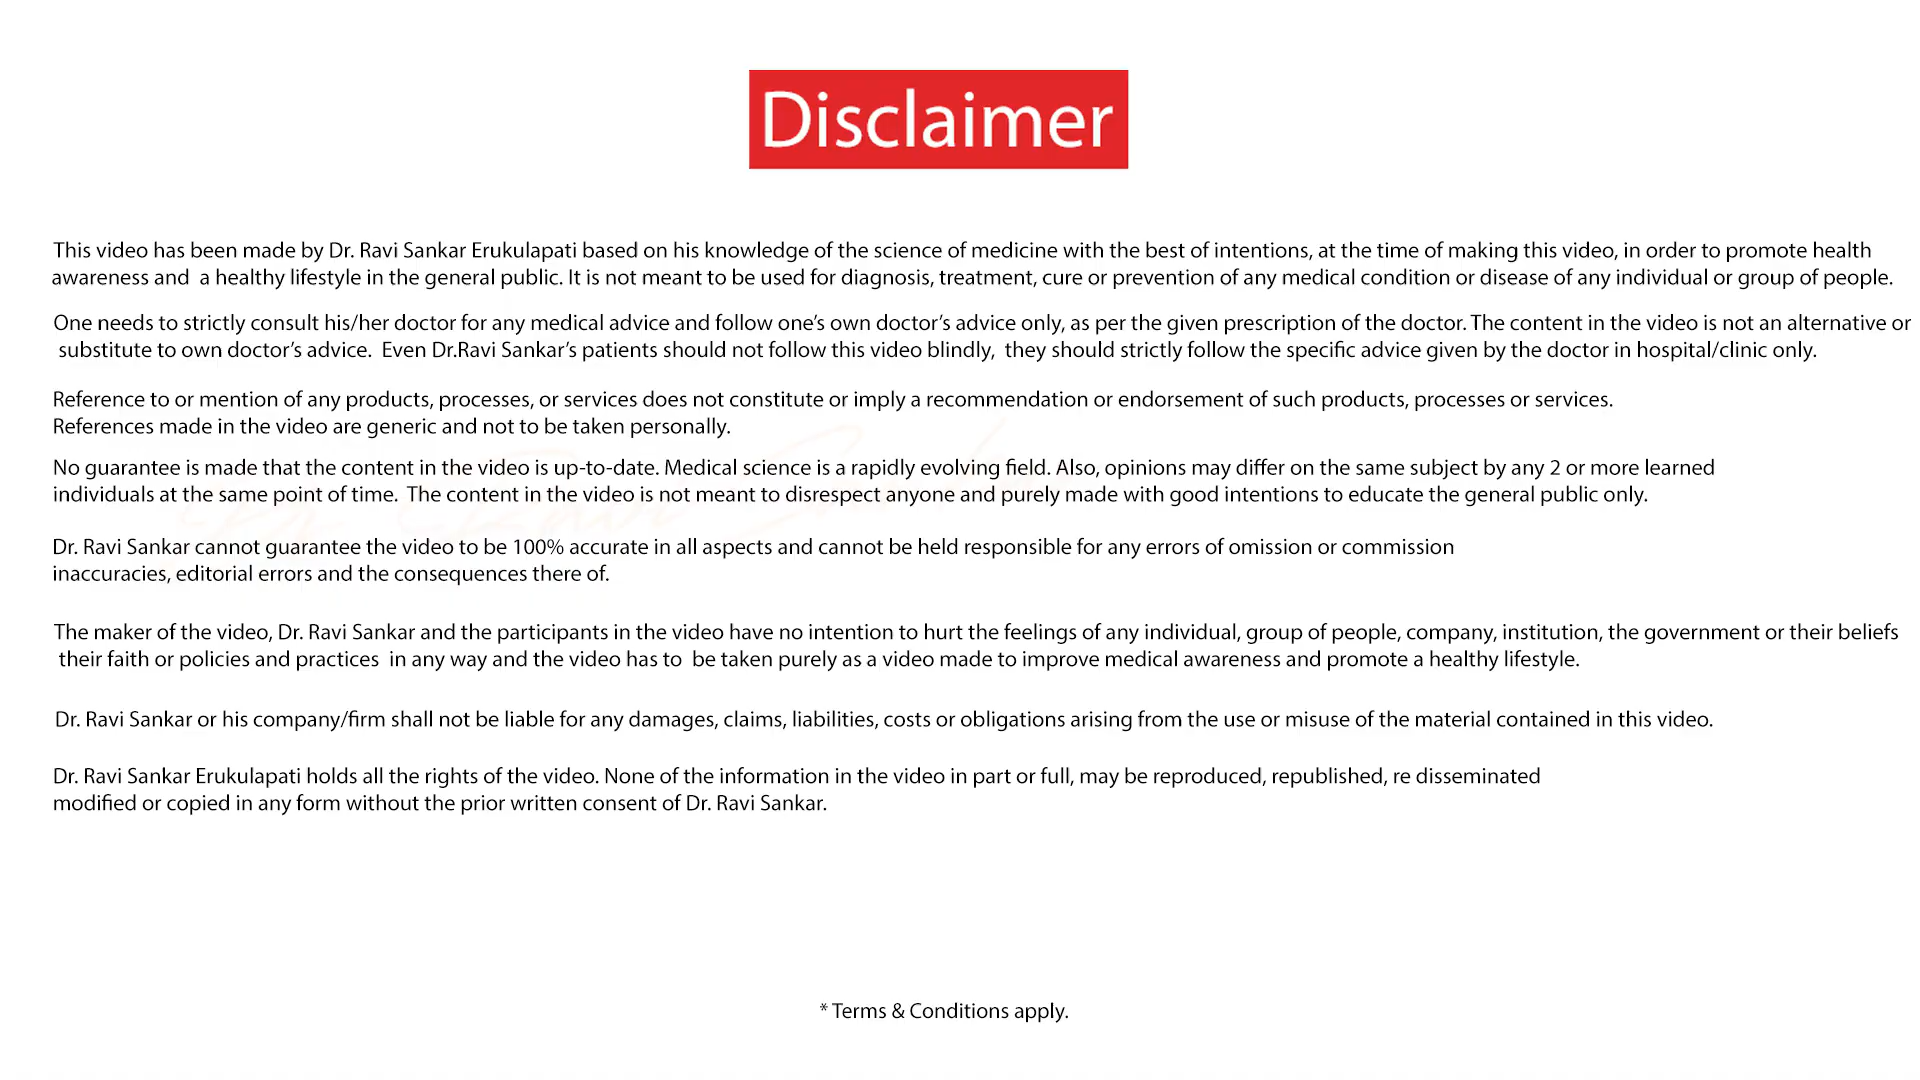 Disclaimer
This video has been made by Dr. Ravi Sankar Erukulapati based on his knowledge of the science of medicine with the best of intentions, at the time of making this video, in order to promote health
awareness and  a healthy lifestyle in the general public. It is not meant to be used for diagnosis, treatment, cure or prevention of any medical condition or disease of any individual or group of people.
One needs to strictly consult his/her doctor for any medical advice and follow one’s own doctor’s advice only, as per the given prescription of the doctor. The content in the video is not an alternative or
substitute to own doctor’s advice.  Even Dr.Ravi Sankar’s patients should not follow this video blindly,  they should strictly follow the specific advice given by the doctor in hospital/clinic only.
Reference to or mention of any products, processes, or services does not constitute or imply a recommendation or endorsement of such products, processes or services.
References made in the video are generic and not to be taken personally.
No guarantee is made that the content in the video is up-to-date. Medical science is a rapidly evolving field. Also, opinions may differ on the same subject by any 2 or more learned
individuals at the same point of time.  The content in the video is not meant to disrespect anyone and purely made with good intentions to educate the general public only.
Dr. Ravi Sankar cannot guarantee the video to be 100% accurate in all aspects and cannot be held responsible for any errors of omission or commission
inaccuracies, editorial errors and the consequences there of.
The maker of the video, Dr. Ravi Sankar and the participants in the video have no intention to hurt the feelings of any individual, group of people, company, institution, the government or their beliefs
their faith or policies and practices  in any way and the video has to  be taken purely as a video made to improve medical awareness and promote a healthy lifestyle.
Dr. Ravi Sankar or his company/firm shall not be liable for any damages, claims, liabilities, costs or obligations arising from the use or misuse of the material contained in this video.
Dr. Ravi Sankar Erukulapati holds all the rights of the video. None of the information in the video in part or full, may be reproduced, republished, re disseminated
modified or copied in any form without the prior written consent of Dr. Ravi Sankar.
* Terms & Conditions apply.